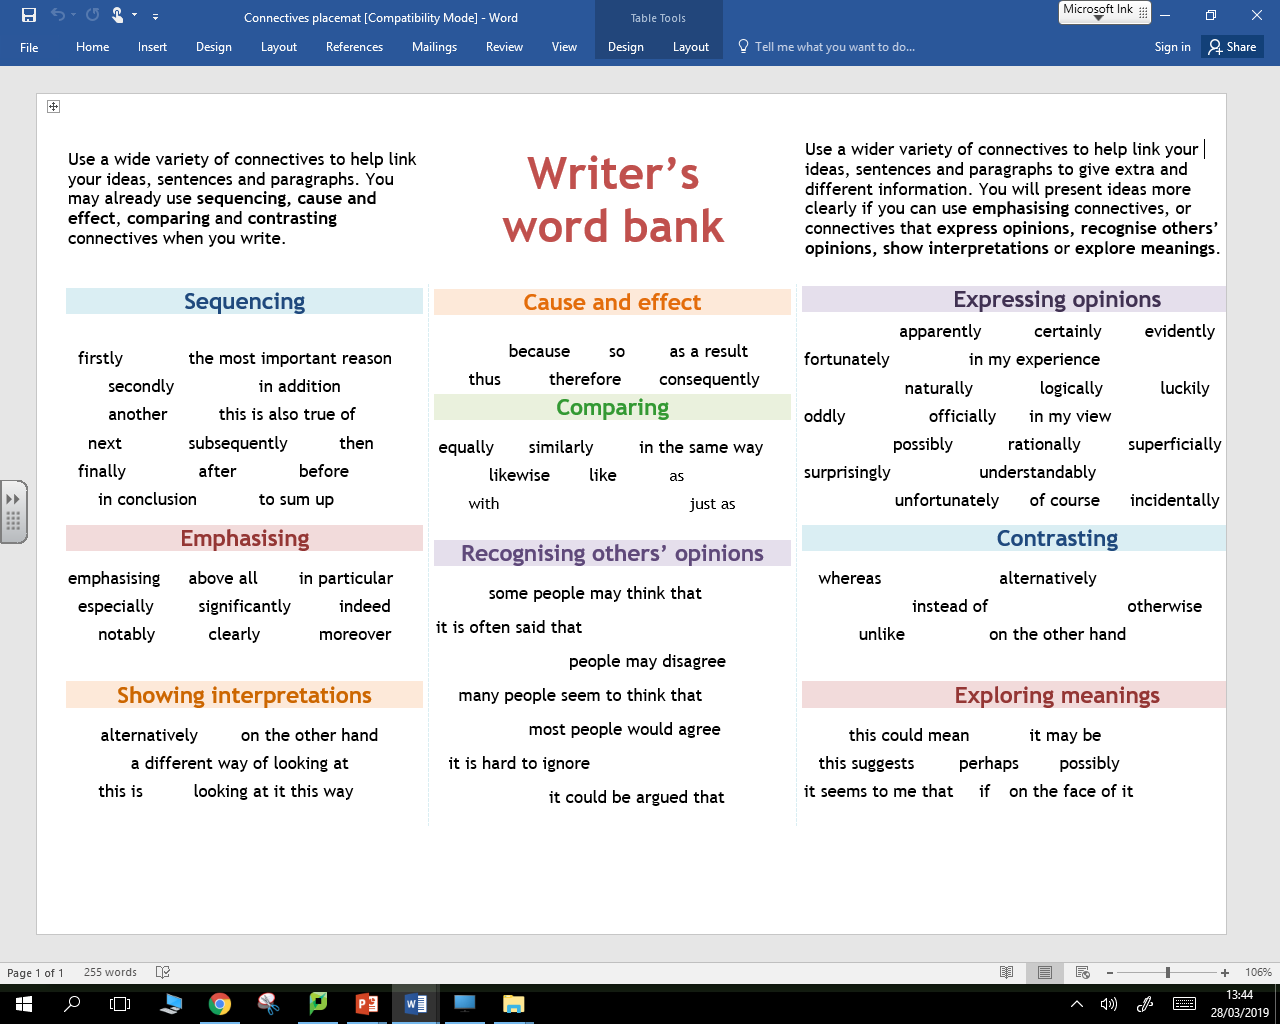 Connectives placemat [Compatibility Mode] - Word
Table Tools
Microsoft Ink
File Home Insert Design Layout References Mailings Review View Design Layout Tell me what you want to do... Sign in Share
Use a wide variety of connectives to help link
your ideas, sentences and paragraphs. You
may already use sequencing, cause and
effect, comparing and contrasting
connectives when you write.
Writer’s
word bank
Use a wider variety of connectives to help link your
ideas, sentences and paragraphs to give extra and
different information. You will present ideas more
clearly if you can use emphasising connectives, or
connectives that express opinions, recognise others’
opinions, show interpretations or explore meanings.
Sequencing
firstly the most important reason
secondly in addition
another this is also true of
next subsequently then
finally after before
in conclusion to sum up
Emphasising
emphasising above all in particular
especially significantly indeed
notably clearly moreover
Showing interpretations
alternatively on the other hand
a different way of looking at
this is looking at it this way
Cause and effect
because so as a result
thus therefore consequently
Comparing
equally similarly in the same way
likewise like as
with just as
Recognising others’ opinions
some people may think that
it is often said that
people may disagree
many people seem to think that
most people would agree
it is hard to ignore
it could be argued that
Expressing opinions
apparently certainly evidently
fortunately in my experience
naturally logically luckily
oddly officially in my view
possibly rationally superficially
surprisingly understandably
unfortunately of course incidentally
Contrasting
whereas alternatively
instead of otherwise
unlike on the other hand
Exploring meanings
this could mean it may be
this suggests perhaps possibly
it seems to me that if on the face of it
Page 1 of 1 255 words 106%
13:44
28/03/2019